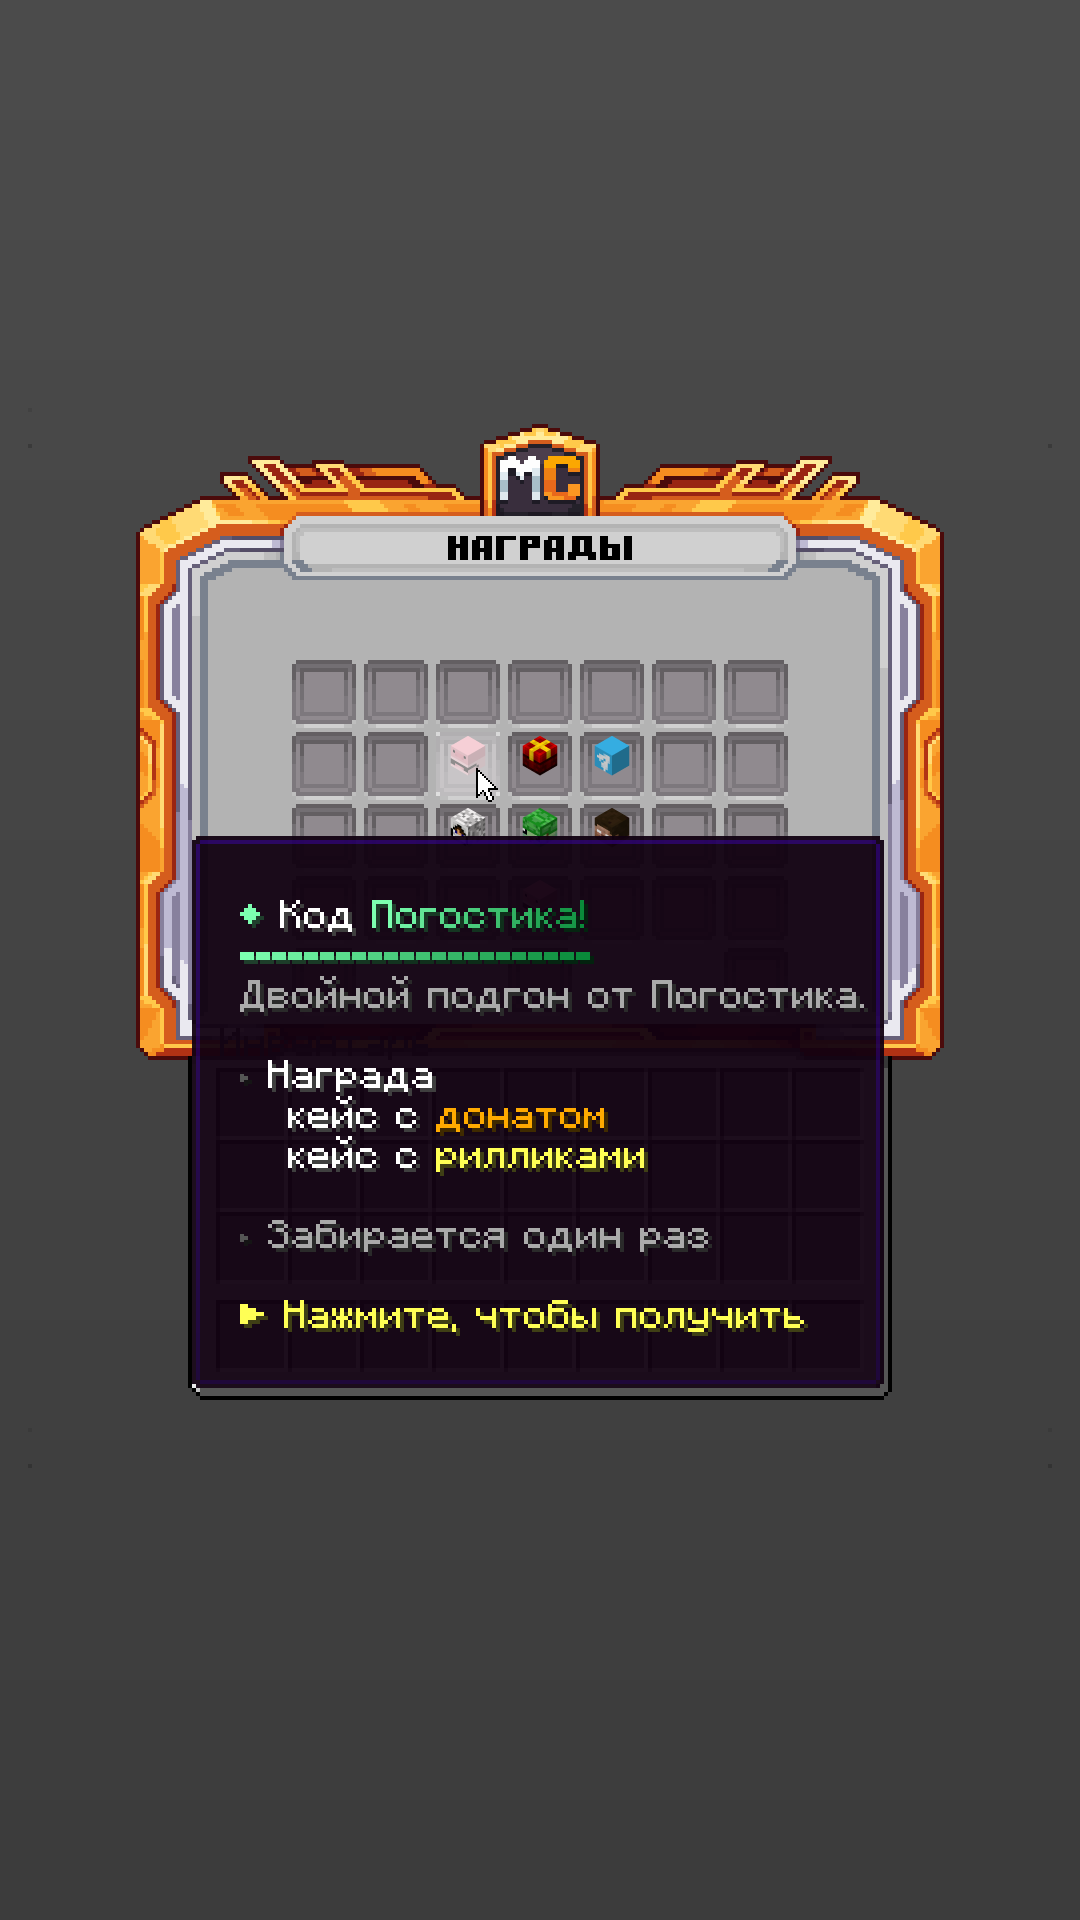 MC
НАГРАДЫ
Код Погостика!
Двойной подгон от Погостика.
Награда
кейс с донатом
кейс с рилликами
Забирается один раз
► Нажмите, чтобы получить